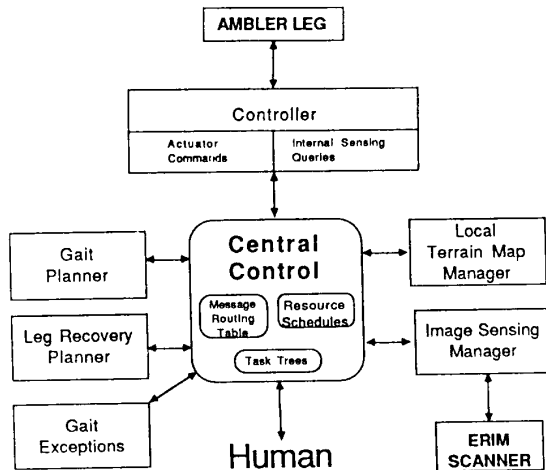 AMBLER LEG
Controller
Actuator
Commands
Internal Sensing
Queries
Central
Control
Message
Routing
Table
Resource
Schedules
Task Trees
Gait
Planner
Leg Recovery
Planner
Gait
Exceptions
Local
Terrain Map
Manager
Image Sensing
Manager
ERIM
SCANNER
Human